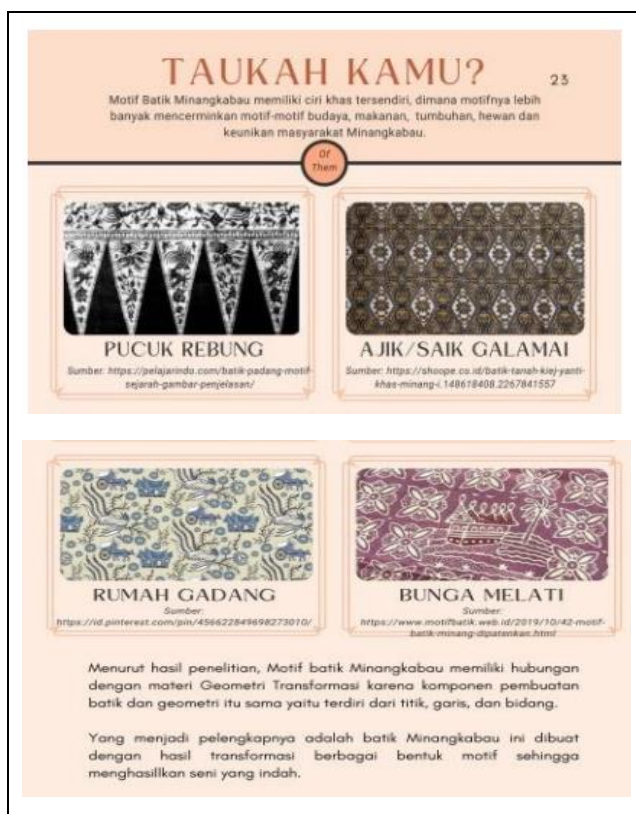 TAUKAH KAMU?
23
Motif Batik Minangkabau memiliki ciri khas tersendiri, dimana motifnya lebih
banyak mencerminkan motif-motif budaya, makanan, tumbuhan, hewan dan
keunikan masyarakat Minangkabau.
Of
Them
PUCUK REBUNG
Sumber: https://pelajarindo.com/batik-padang-motif-
sejarah-gambar-penjelasan/
AJIK/SAIK GALAMAI
Sumber: https://shoope.co.id/batik-tanah-kiej-yanti-
khas-minang-i.148618408.2267841557
RUMAH GADANG
Sumber:
https://id.pinterest.com/pin/456622849698273010/
BUNGA MELATI
Sumber:
https://www.motifbatik.web.id/2019/10/42-motif-
batik-minang-dipatenkan.html
Menurut hasil penelitian, Motif batik Minangkabau memiliki hubungan
dengan materi Geometri Transformasi karena komponen pembuatan
batik dan geometri itu sama yaitu terdiri dari titik, garis, dan bidang.
Yang menjadi pelengkapnya adalah batik Minangkabau ini dibuat
dengan hasil transformasi berbagai bentuk motif sehingga
menghasillkan seni yang indah.